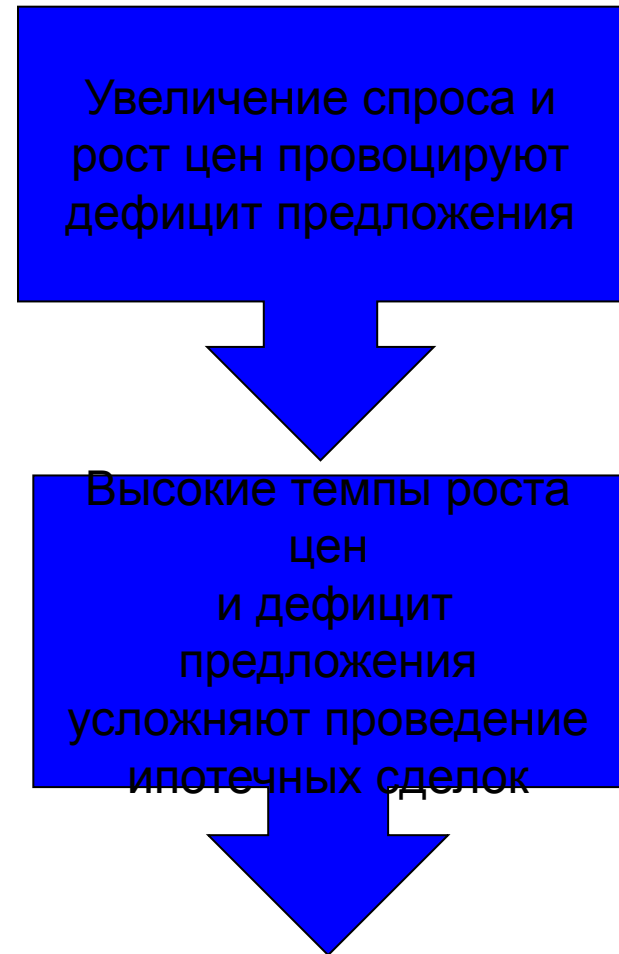 Увеличение спроса и
рост цен провоцируют
дефицит предложения
Высокие темпы роста
цен
и дефицит
предложения
усложняют проведение
ипотечных сделок